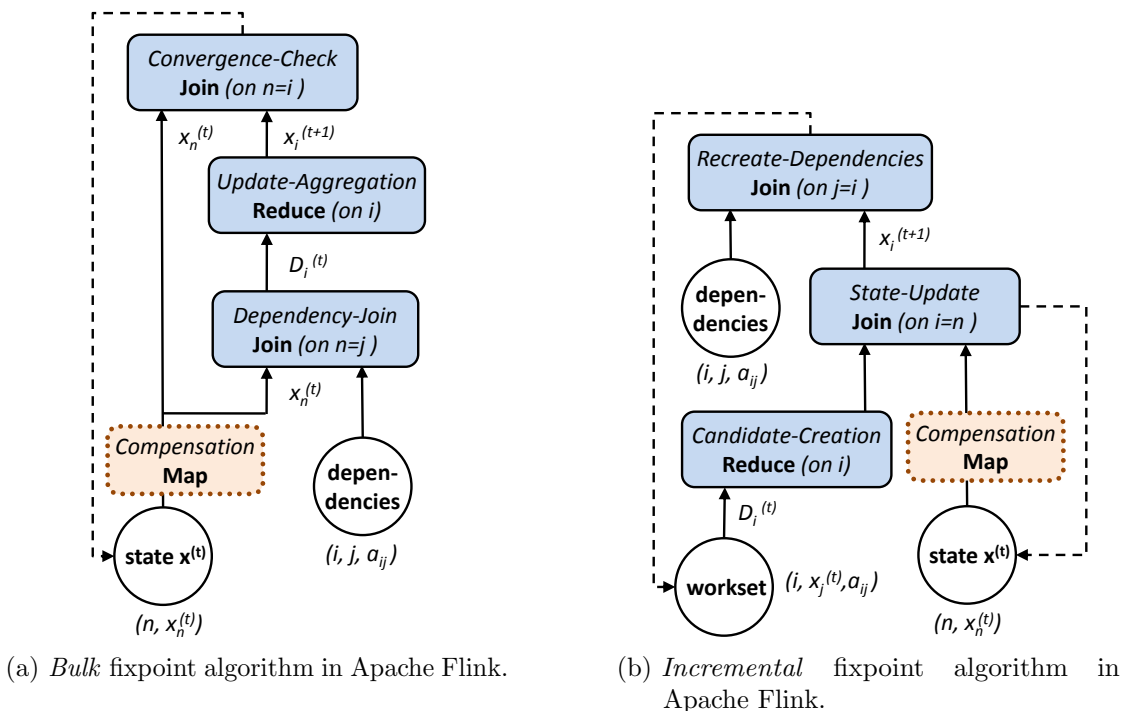 Convergence-Check
Join (on n=i )
x_n^(t)
x_i^(t+1)
Update-Aggregation
Reduce (on i)
D_i^(t)
Dependency-Join
Join (on n=j )
x_n^(t)
Compensation
Map
depen-
dencies
state x^(t)
(i, j, a_ij)
(n, x_n^(t))
(a) Bulk fixpoint algorithm in Apache Flink.
Recreate-Dependencies
Join (on j=i )
x_i^(t+1)
depen-
dencies
State-Update
Join (on i=n )
(i, j, a_ij)
Candidate-Creation
Reduce (on i)
Compensation
Map
D_i^(t)
workset
(i, x_j^(t),a_ij)
state x^(t)
(n, x_n^(t))
(b) Incremental fixpoint algorithm in
Apache Flink.